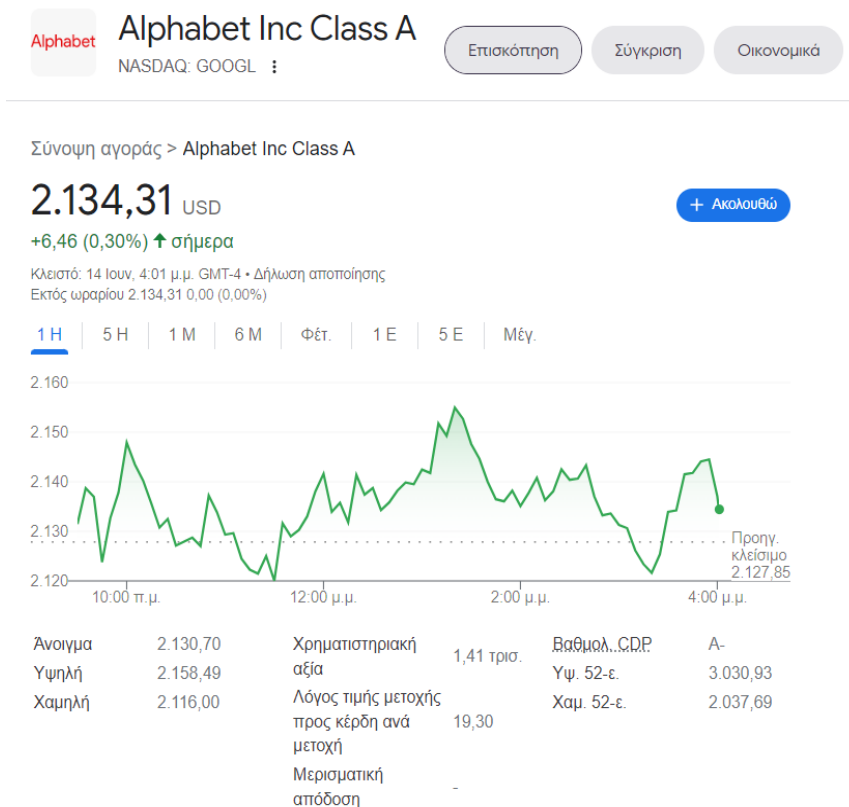 Alphabet
Alphabet Inc Class A
NASDAQ: GOOGL
Επισκόπηση
Σύγκριση
Οικονομικά
Σύνοψη αγοράς > Alphabet Inc Class A
2.134,31 USD
+ Ακολουθώ
+6,46 (0,30%) ↑ σήμερα
Κλειστό: 14 Ιουν, 4:01 μ.μ. GMT-4 • Δήλωση αποποίησης
Εκτός ωραρίου 2.134,31 0,00 (0,00%)
1 Η 5 Η 1 Μ 6 Μ Φέτ. 1 Ε 5 Ε Μέγ.
2.160
2.150
2.140
2.130
2.120
Προηγ.
κλείσιμο
2.127,85
10:00 π.μ. 12:00 μ.μ. 2:00 μ.μ. 4:00 μ.μ.
Άνοιγμα 2.130,70
Υψηλή 2.158,49
Χαμηλή 2.116,00
Χρηματιστηριακή
αξία 1,41 τρισ.
Λόγος τιμής μετοχής
προς κέρδη ανά 19,30
μετοχή
Μερισματική
απόδοση -
Βαθμολ. CDP A-
Υψ. 52-ε. 3.030,93
Χαμ. 52-ε. 2.037,69